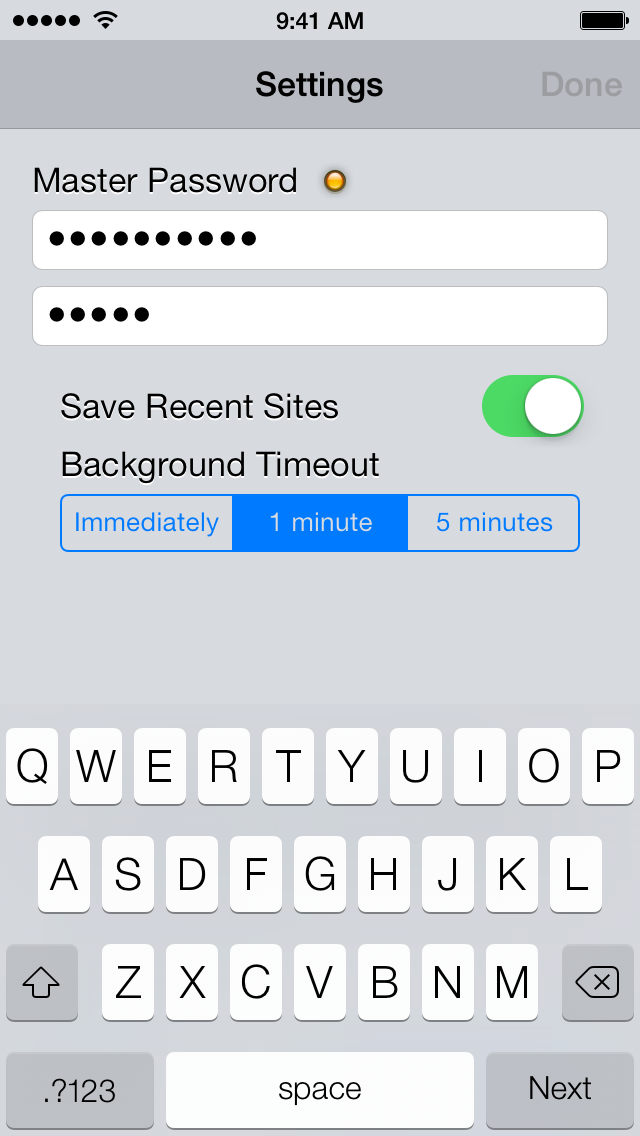 9:41 AM
Settings Done
Master Password
●●●●●●●●●●
●●●●●
Save Recent Sites
Background Timeout
Immediately 1 minute 5 minutes
Q W E R T Y U I O P
A S D F G H J K L
Z X C V B N M
.?123 space Next